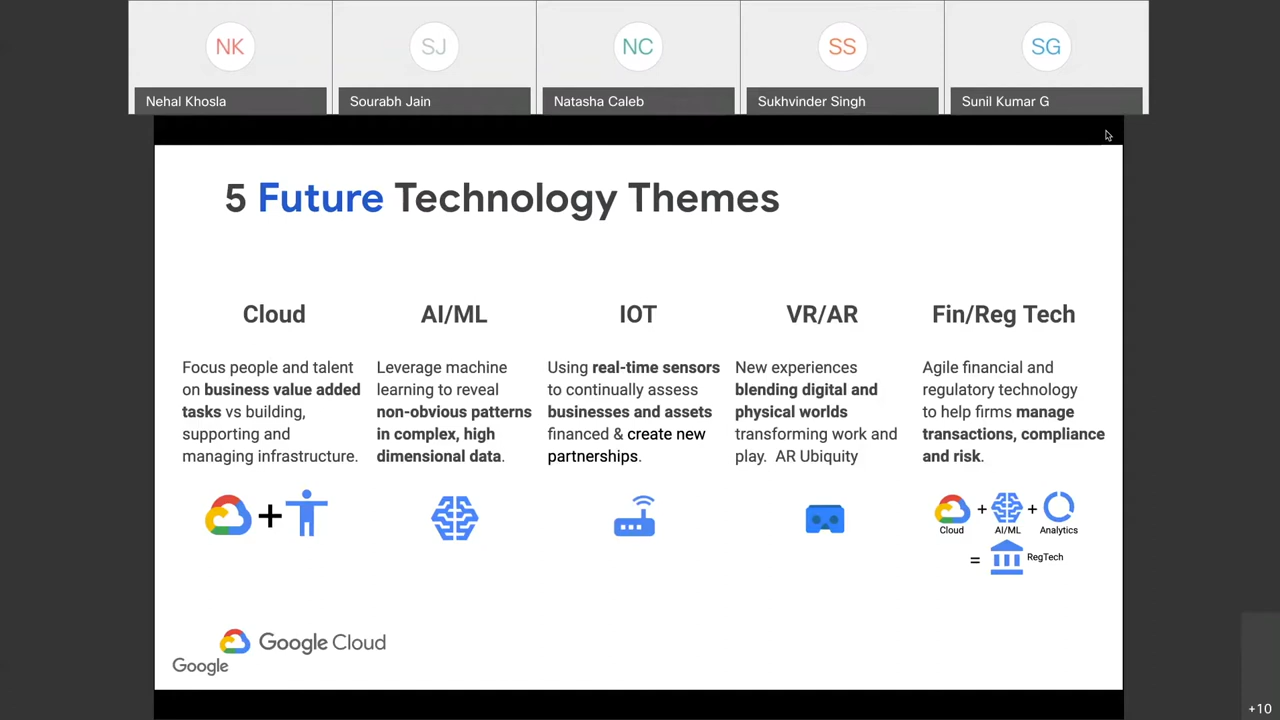 NK
SJ
NC
SS
SG
Nehal Khosla
Sourabh Jain
Natasha Caleb
Sukhvinder Singh
Sunil Kumar G
5 Future Technology Themes
Cloud
Focus people and talent
on business value added
tasks vs building,
supporting and
managing infrastructure.
AI/ML
Leverage machine
learning to reveal
non-obvious patterns
in complex, high
dimensional data.
IOT
Using real-time sensors
to continually assess
businesses and assets
financed & create new
partnerships.
VR/AR
New experiences
blending digital and
physical worlds
transforming work and
play. AR Ubiquity
Fin/Reg Tech
Agile financial and
regulatory technology
to help firms manage
transactions, compliance
and risk.
+
Cloud + AI/ML + Analytics
= RegTech
Google Cloud
Google
+10